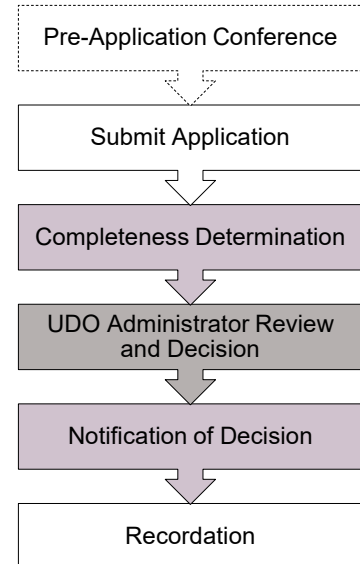 Pre-Application Conference
Submit Application
Completeness Determination
UDO Administrator Review
and Decision
Notification of Decision
Recordation